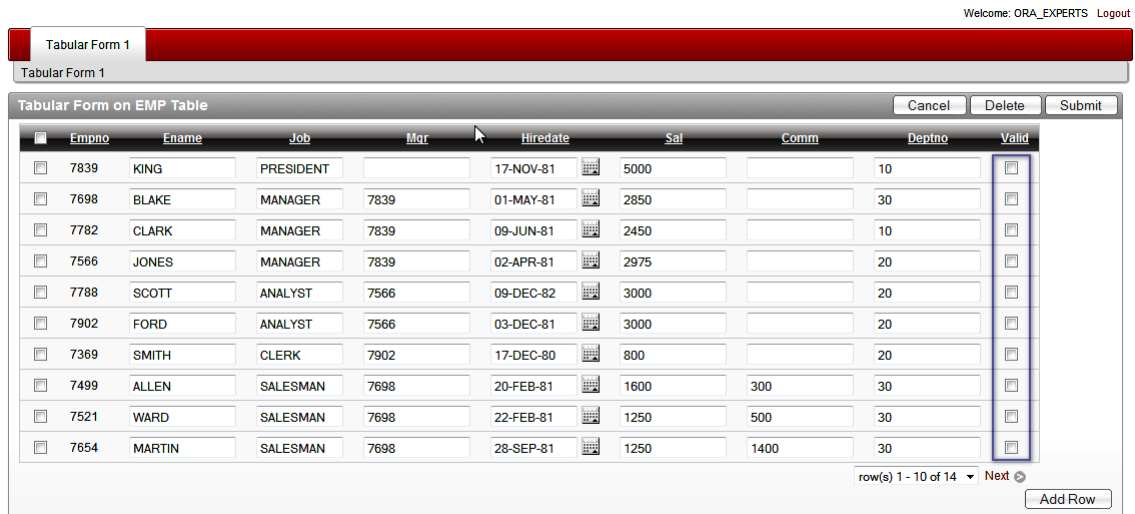 Welcome: ORA_EXPERTS Logout
Tabular Form 1
Tabular Form 1
Tabular Form on EMP Table Cancel Delete Submit
Empno Ename Job Mgr Hiredate Sal Comm Deptno Valid
7839 KING PRESIDENT 17-NOV-81 5000 10
7698 BLAKE MANAGER 7839 01-MAY-81 2850 30
7782 CLARK MANAGER 7839 09-JUN-81 2450 10
7566 JONES MANAGER 7839 02-APR-81 2975 20
7788 SCOTT ANALYST 7566 09-DEC-82 3000 20
7902 FORD ANALYST 7566 03-DEC-81 3000 20
7369 SMITH CLERK 7902 17-DEC-80 800 20
7499 ALLEN SALESMAN 7698 20-FEB-81 1600 300 30
7521 WARD SALESMAN 7698 22-FEB-81 1250 500 30
7654 MARTIN SALESMAN 7698 28-SEP-81 1250 1400 30
row(s) 1 - 10 of 14 Next
Add Row